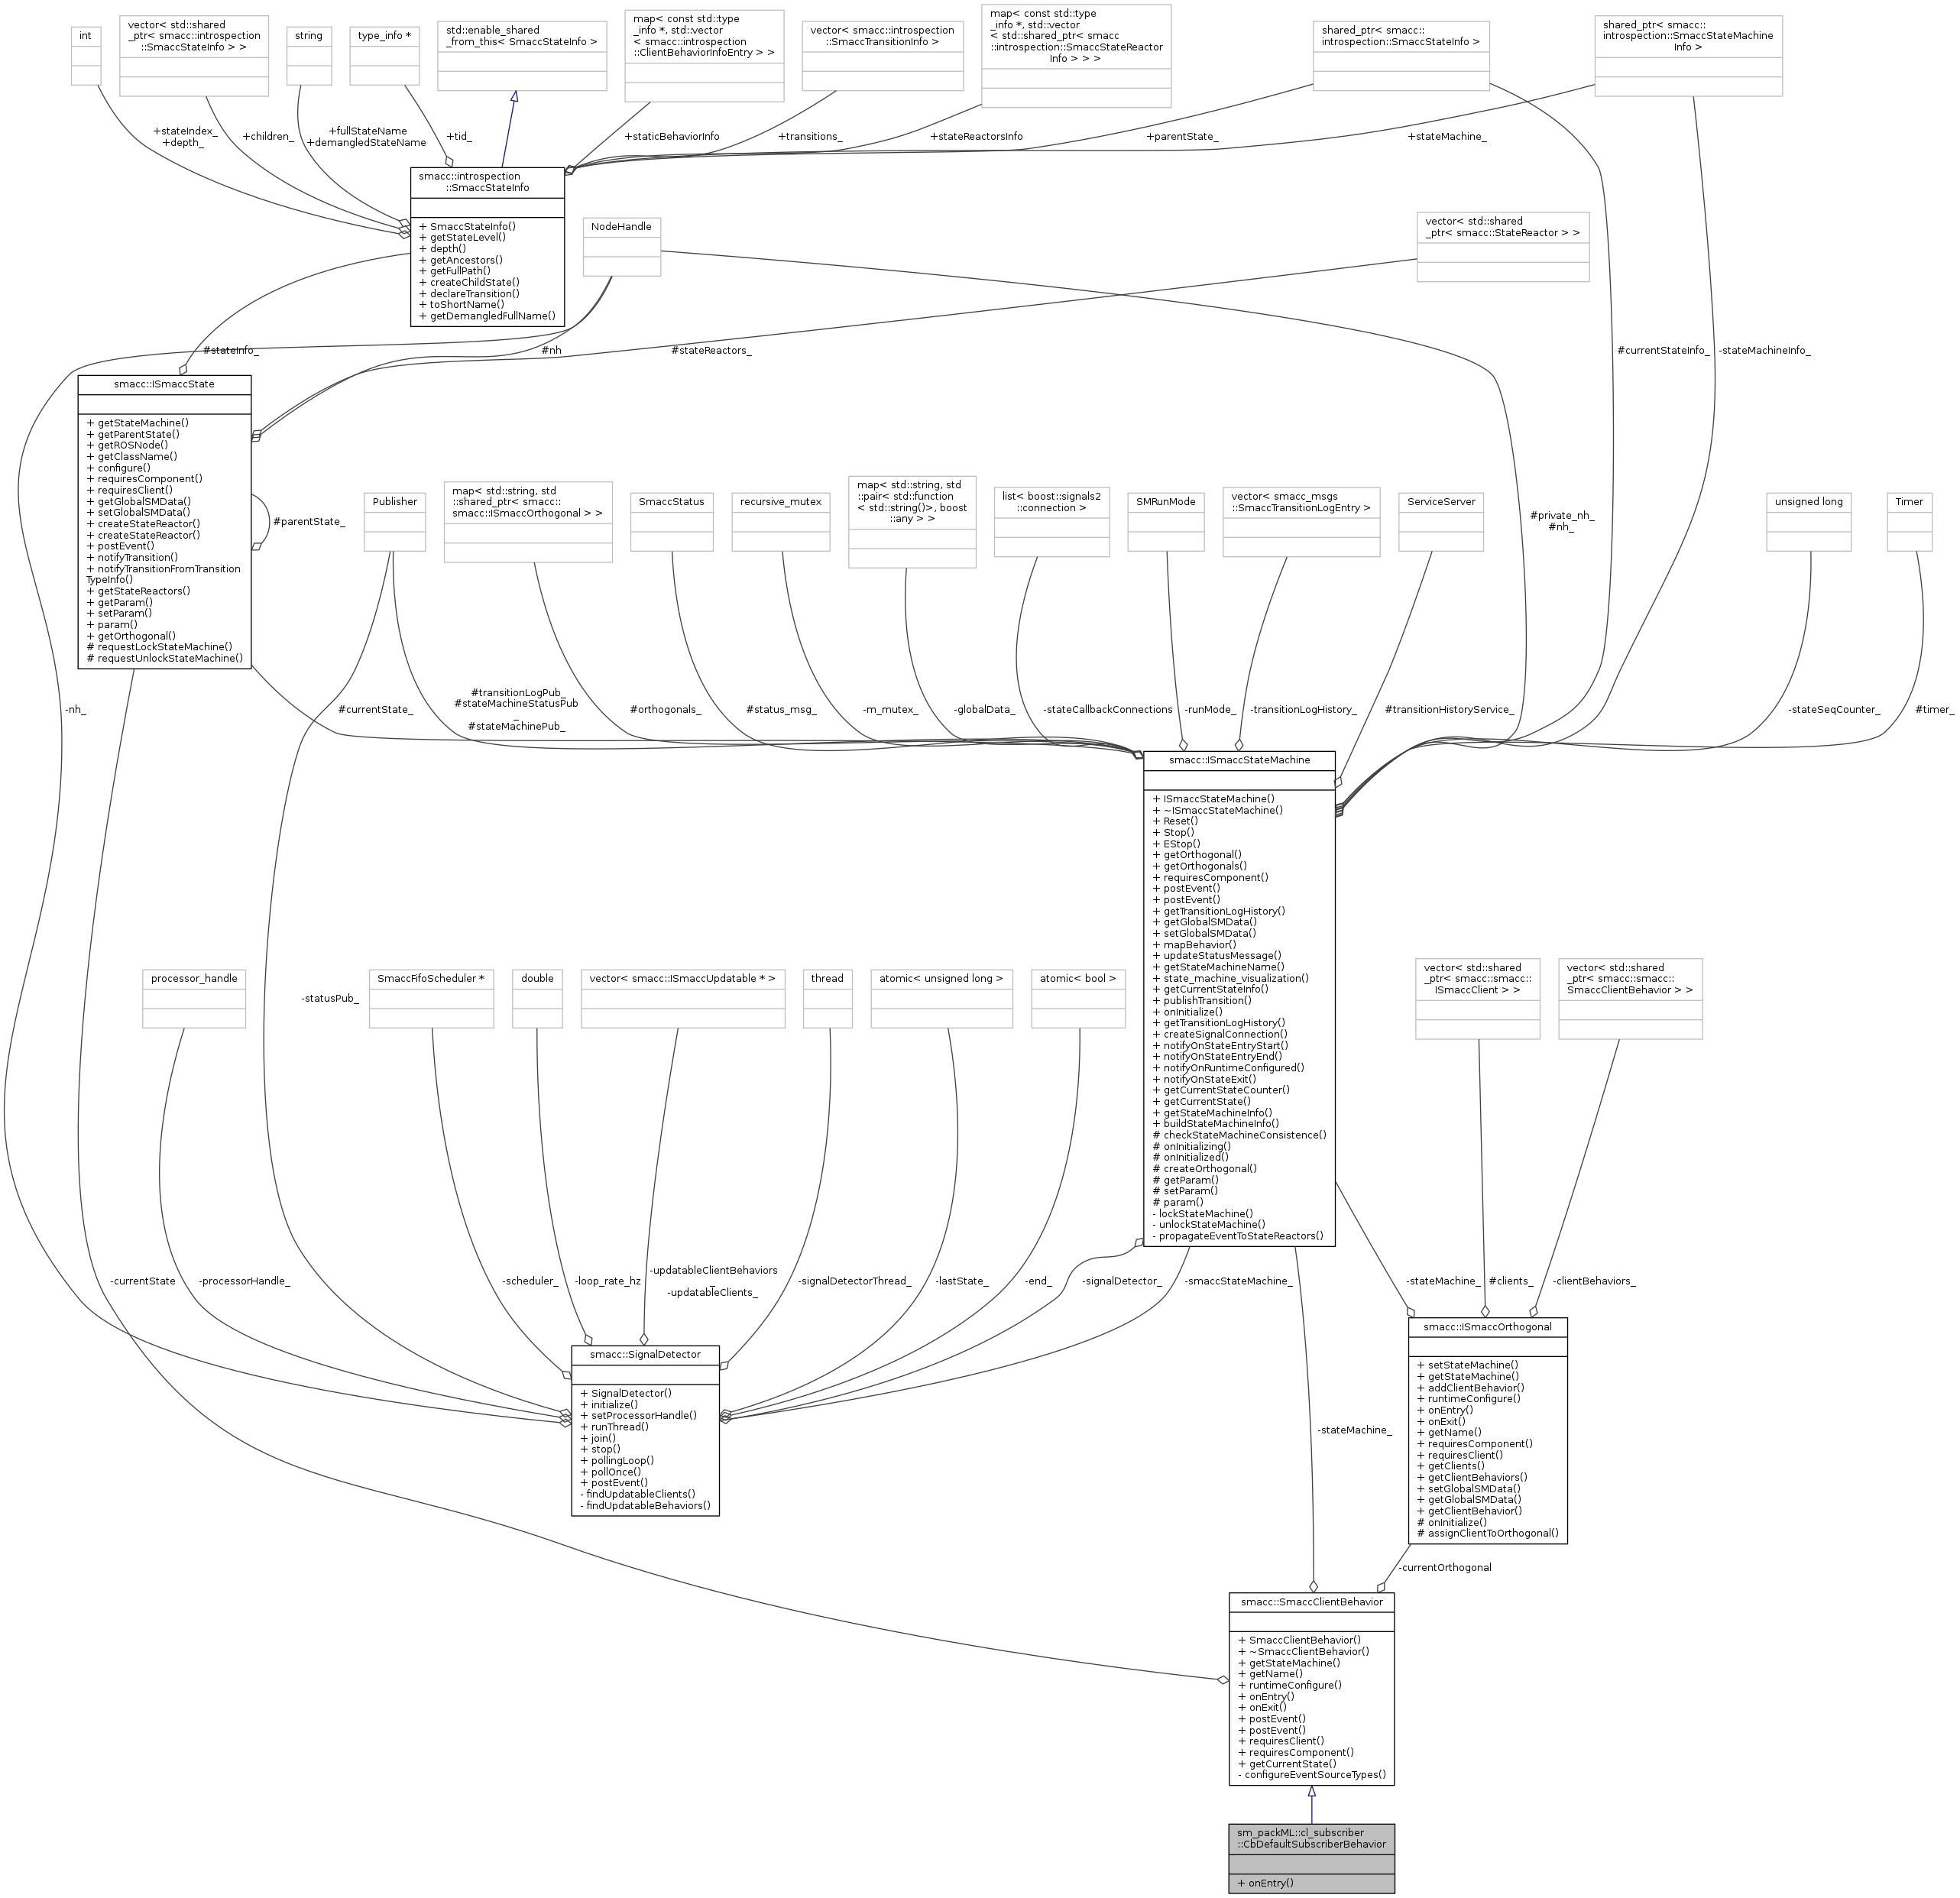 int
vector< std::shared
_ptr< smacc::introspection
::SmaccStateInfo > >
string
type_info *
std::enable_shared
_from_this< SmaccStateInfo >
map< const std::type
_info *, std::vector
< smacc::introspection
::ClientBehaviorInfoEntry > >
vector< smacc::introspection
::SmaccTransitionInfo >
map< const std::type
_info *, std::vector
< std::shared_ptr< smacc
::introspection::SmaccStateReactor
Info > > >
shared_ptr< smacc::
introspection::SmaccStateInfo >
shared_ptr< smacc::
introspection::SmaccStateMachine
Info >
+stateIndex_
+depth_
+children_
+fullStateName
+demangledStateName
+tid_
+staticBehaviorInfo
+transitions_
+stateReactorsInfo
+parentState_
+stateMachine_
smacc::introspection
::SmaccStateInfo
+ SmaccStateInfo()
+ getStateLevel()
+ depth()
+ getAncestors()
+ getFullPath()
+ createChildState()
+ declareTransition()
+ toShortName()
+ getDemangledFullName()
NodeHandle
vector< std::shared
_ptr< smacc::StateReactor > >
#stateInfo_
#nh
#stateReactors_
#currentStateInfo_
-stateMachineInfo_
smacc::ISmaccState
+ getStateMachine()
+ getParentState()
+ getROSNode()
+ getClassName()
+ configure()
+ requiresComponent()
+ requiresClient()
+ getGlobalSMData()
+ setGlobalSMData()
+ createStateReactor()
+ createStateReactor()
+ postEvent()
+ notifyTransition()
+ notifyTransitionFromTransition
TypeInfo()
+ getStateReactors()
+ getParam()
+ setParam()
+ param()
+ getOrthogonal()
# requestLockStateMachine()
# requestUnlockStateMachine()
#parentState_
Publisher
map< std::string, std
::shared_ptr< smacc::
smacc::ISmaccOrthogonal > >
SmaccStatus
recursive_mutex
map< std::string, std
::pair< std::function
< std::string()>, boost
::any > >
list< boost::signals2
::connection >
SMRunMode
vector< smacc_msgs
::SmaccTransitionLogEntry >
ServiceServer
#private_nh_
#nh_
unsigned long
Timer
-nh_
#currentState_
#transitionLogPub_
#stateMachineStatusPub
_
#stateMachinePub_
#orthogonals_
#status_msg_
-m_mutex_
-globalData_
-stateCallbackConnections
-runMode_
-transitionLogHistory_
#transitionHistoryService_
-stateSeqCounter_
#timer_
smacc::ISmaccStateMachine
+ ISmaccStateMachine()
+ ~ISmaccStateMachine()
+ Reset()
+ Stop()
+ EStop()
+ getOrthogonal()
+ getOrthogonals()
+ requiresComponent()
+ postEvent()
+ postEvent()
+ getTransitionLogHistory()
+ getGlobalSMData()
+ setGlobalSMData()
+ mapBehavior()
+ updateStatusMessage()
+ getStateMachineName()
+ state_machine_visualization()
+ getCurrentStateInfo()
+ publishTransition()
+ onInitialize()
+ getTransitionLogHistory()
+ createSignalConnection()
+ notifyOnStateEntryStart()
+ notifyOnStateEntryEnd()
+ notifyOnRuntimeConfigured()
+ notifyOnStateExit()
+ getCurrentStateCounter()
+ getCurrentState()
+ getStateMachineInfo()
+ buildStateMachineInfo()
# checkStateMachineConsistence()
# onInitializing()
# onInitialized()
# createOrthogonal()
# getParam()
# setParam()
# param()
- lockStateMachine()
- unlockStateMachine()
- propagateEventToStateReactors()
processor_handle
SmaccFifoScheduler *
double
vector< smacc::ISmaccUpdatable * >
thread
atomic< unsigned long >
atomic< bool >
vector< std::shared
_ptr< smacc::smacc::
ISmaccClient > >
vector< std::shared
_ptr< smacc::smacc::
SmaccClientBehavior > >
-statusPub_
-currentState
-processorHandle_
-scheduler_
-loop_rate_hz
-updatableClientBehaviors
_
-updatableClients_
-signalDetectorThread_
-lastState_
-end_
-signalDetector_
-smaccStateMachine_
-stateMachine_
#clients_
-clientBehaviors_
smacc::SignalDetector
+ SignalDetector()
+ initialize()
+ setProcessorHandle()
+ runThread()
+ join()
+ stop()
+ pollingLoop()
+ pollOnce()
+ postEvent()
- findUpdatableClients()
- findUpdatableBehaviors()
smacc::ISmaccOrthogonal
+ setStateMachine()
+ getStateMachine()
+ addClientBehavior()
+ runtimeConfigure()
+ onEntry()
+ onExit()
+ getName()
+ requiresComponent()
+ requiresClient()
+ getClients()
+ getClientBehaviors()
+ setGlobalSMData()
+ getGlobalSMData()
+ getClientBehavior()
# onInitialize()
# assignClientToOrthogonal()
-stateMachine_
-currentOrthogonal
smacc::SmaccClientBehavior
+ SmaccClientBehavior()
+ ~SmaccClientBehavior()
+ getStateMachine()
+ getName()
+ runtimeConfigure()
+ onEntry()
+ onExit()
+ postEvent()
+ postEvent()
+ requiresClient()
+ requiresComponent()
+ getCurrentState()
- configureEventSourceTypes()
sm_packML::cl_subscriber
::CbDefaultSubscriberBehavior
+ onEntry()